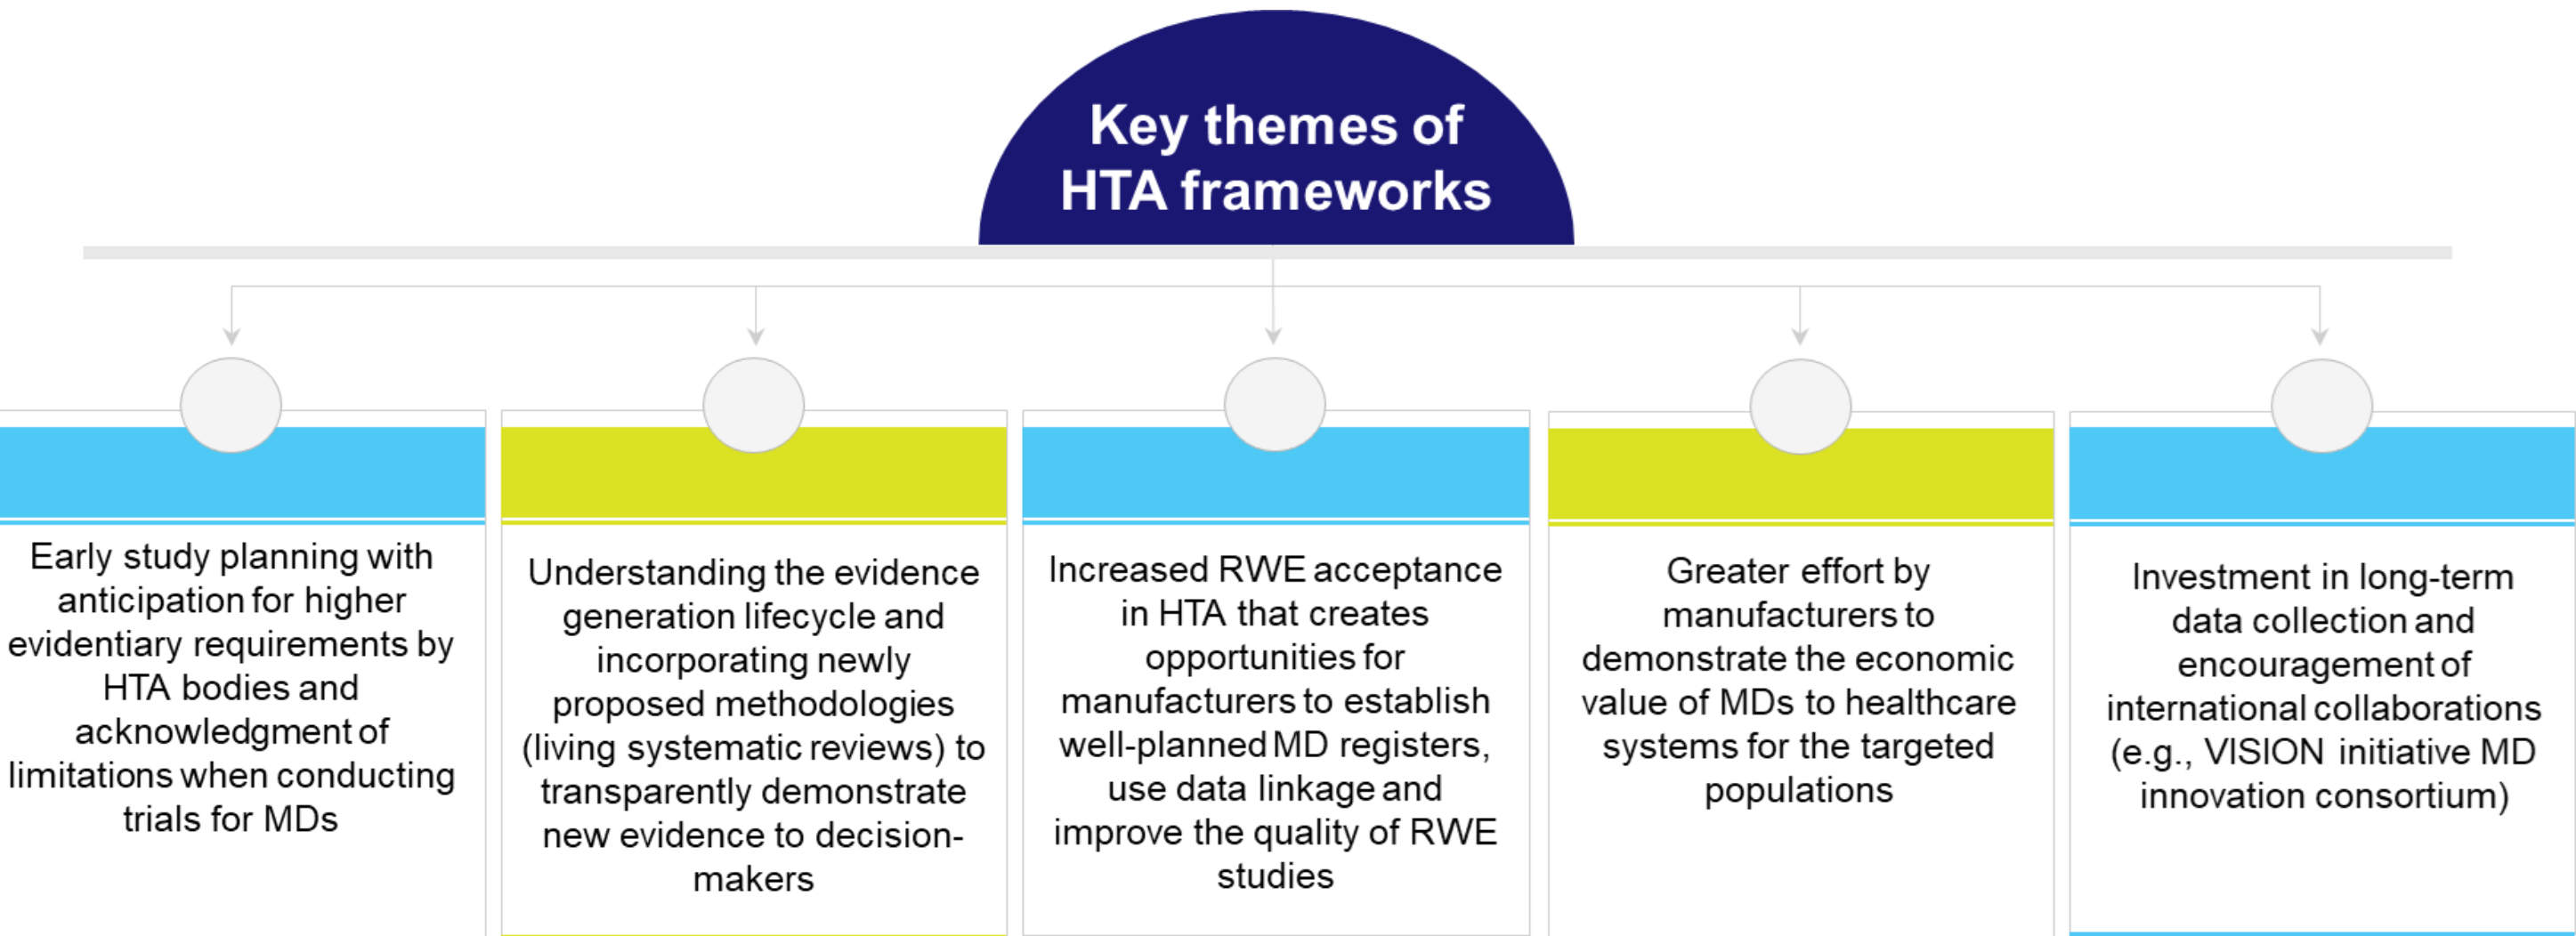 Key themes of
HTA frameworks
Early study planning with
anticipation for higher
evidentiary requirements by
HTA bodies and
acknowledgment of
limitations when conducting
trials for MDs
Understanding the evidence
generation lifecycle and
incorporating newly
proposed methodologies
(living systematic reviews) to
transparently demonstrate
new evidence to decision-
makers
Increased RWE acceptance
in HTA that creates
opportunities for
manufacturers to establish
well-planned MD registers,
use data linkage and
improve the quality of RWE
studies
Greater effort by
manufacturers to
demonstrate the economic
value of MDs to healthcare
systems for the targeted
populations
Investment in long-term
data collection and
encouragement of
international collaborations
(e.g., VISION initiative MD
innovation consortium)